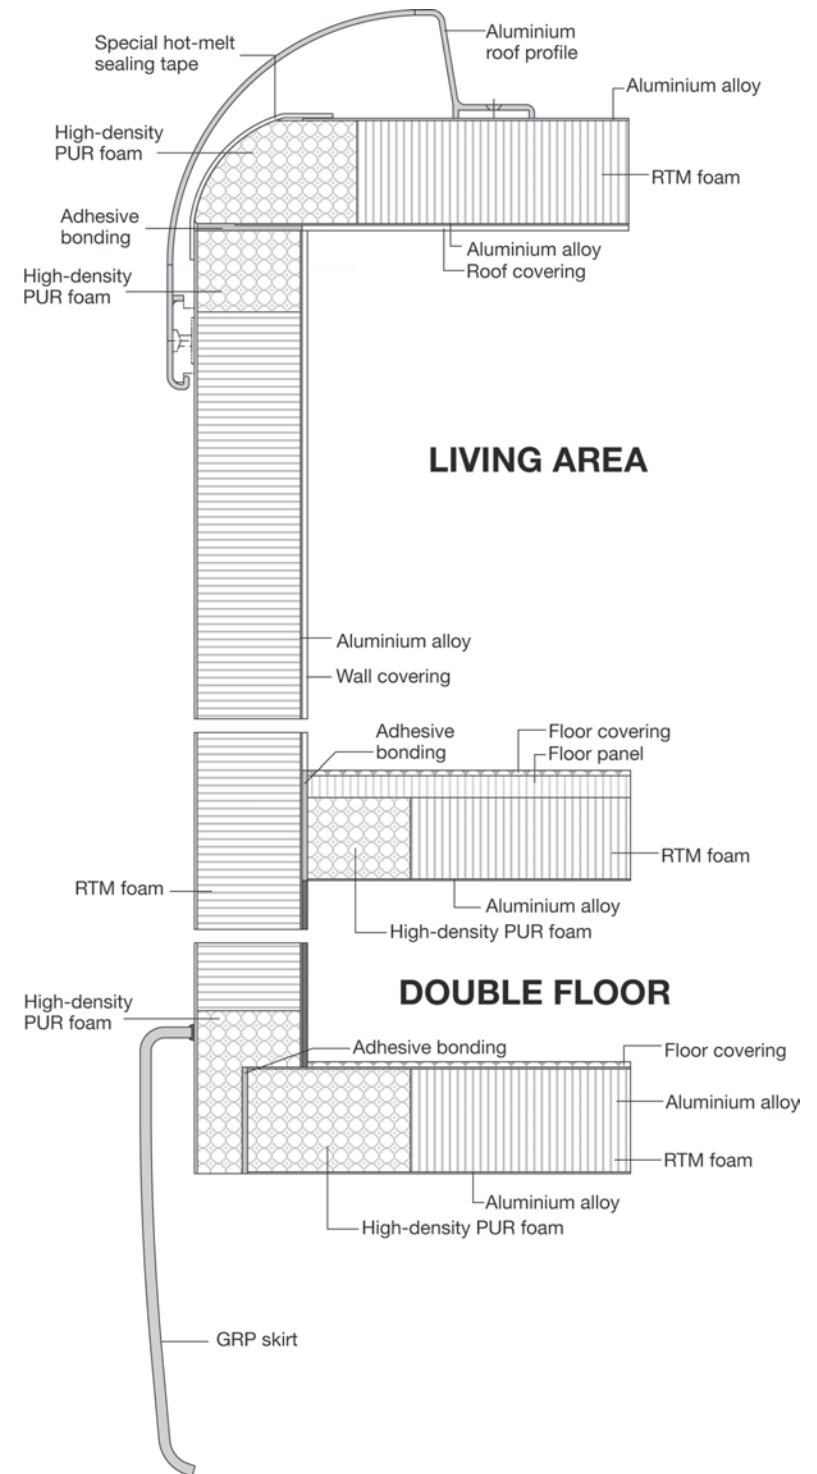 Special hot-melt
sealing tape
Aluminium
roof profile
Aluminium alloy
High-density
PUR foam
RTM foam
Adhesive
bonding
Aluminium alloy
Roof covering
High-density
PUR foam
LIVING AREA
Aluminium alloy
Wall covering
Adhesive
bonding
Floor covering
Floor panel
RTM foam
RTM foam
Aluminium alloy
High-density PUR foam
DOUBLE FLOOR
High-density
PUR foam
Adhesive bonding
Floor covering
Aluminium alloy
RTM foam
Aluminium alloy
High-density PUR foam
GRP skirt